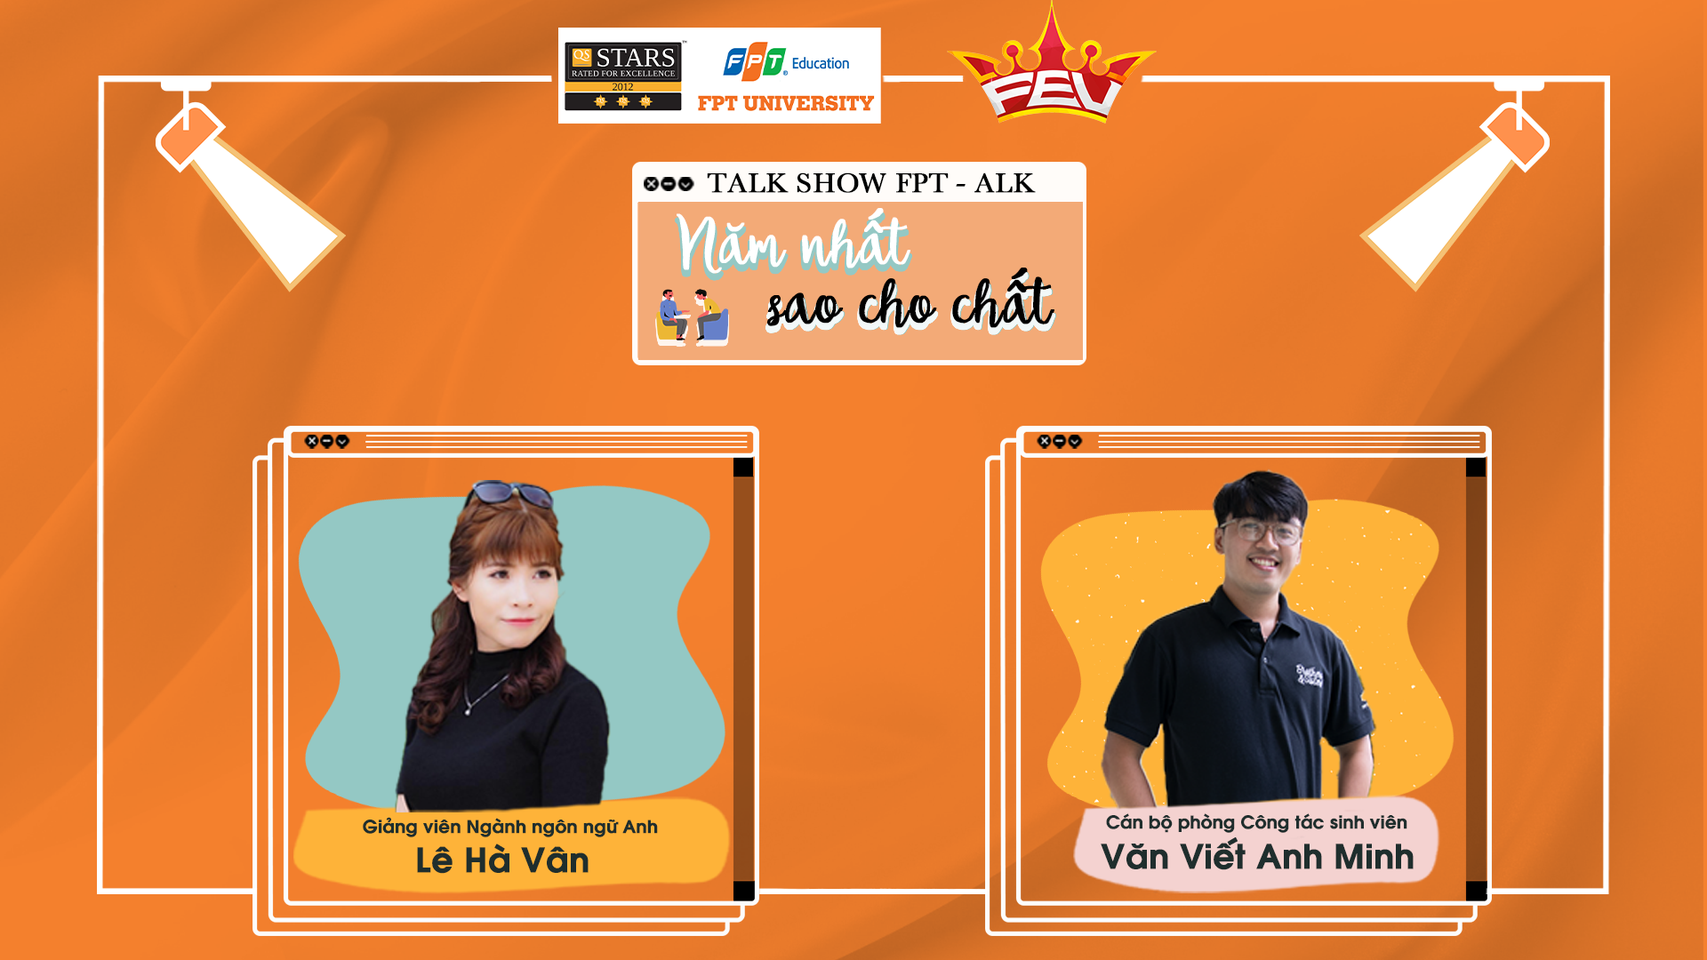 QS STARS
RATED FOR EXCELLENCE
2012
FPT Education
FPT UNIVERSITY
FEV
TALK SHOW FPT - ALK
Năm nhất
sao cho chất
Giảng viên Ngành ngôn ngữ Anh
Lê Hà Vân
Cán bộ phòng Công tác sinh viên
Văn Viết Anh Minh